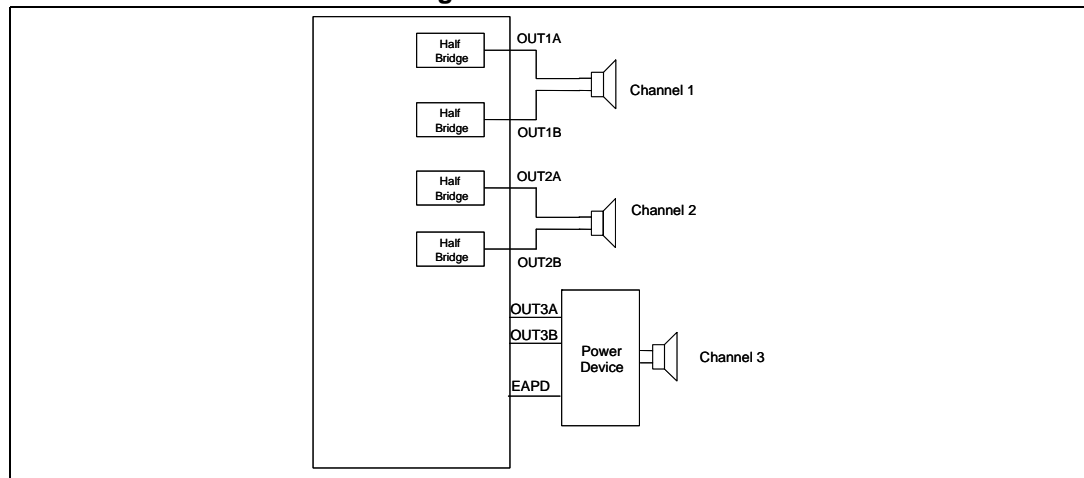 Half
Bridge
OUT1A
Channel 1
Half
Bridge
OUT1B
Half
Bridge
OUT2A
Channel 2
Half
Bridge
OUT2B
OUT3A
OUT3B
Power
Device
Channel 3
EAPD